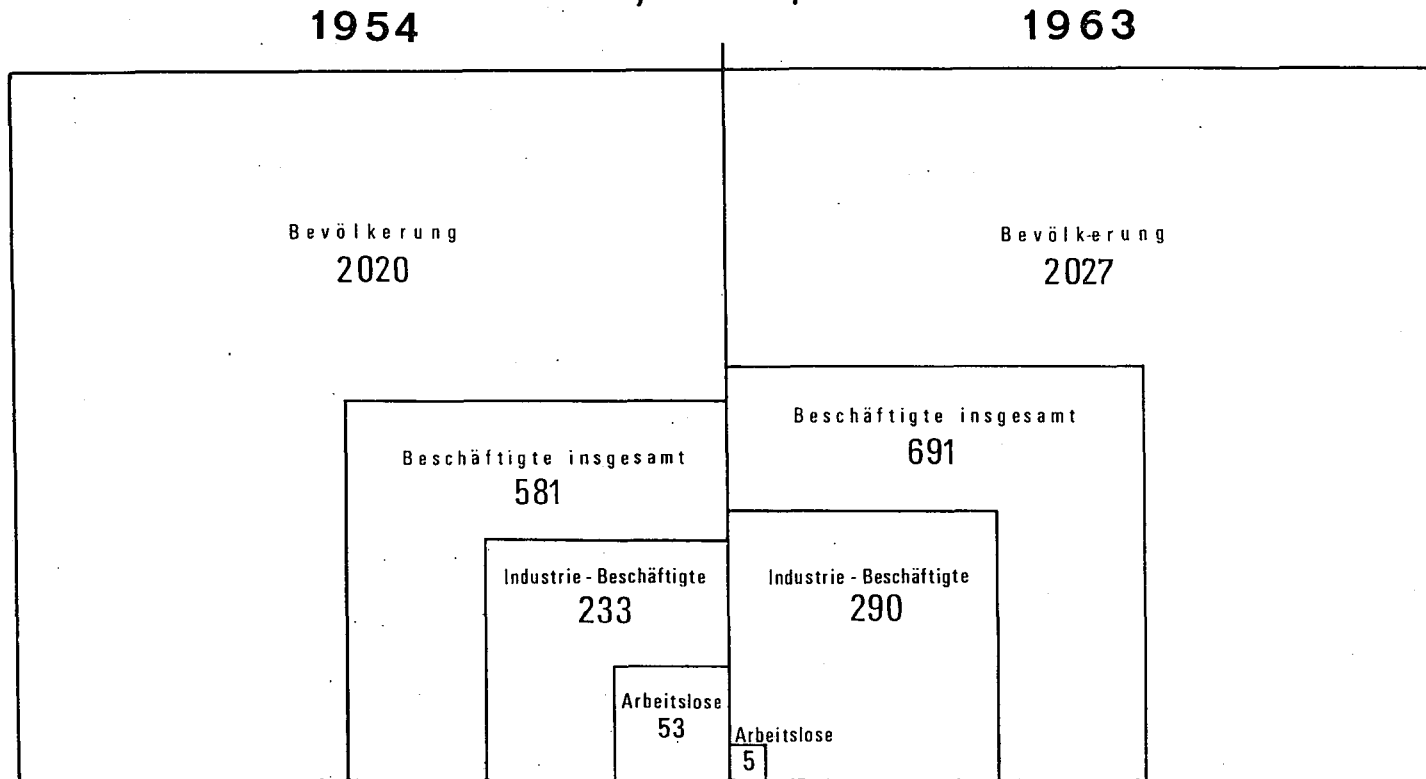 1954
1963
Bevölkerung
2020
Bevölkerung
2027
Beschäftigte insgesamt
581
Beschäftigte insgesamt
691
Industrie - Beschäftigte
233
Industrie - Beschäftigte
290
Arbeitslose
53
Arbeitslose
5